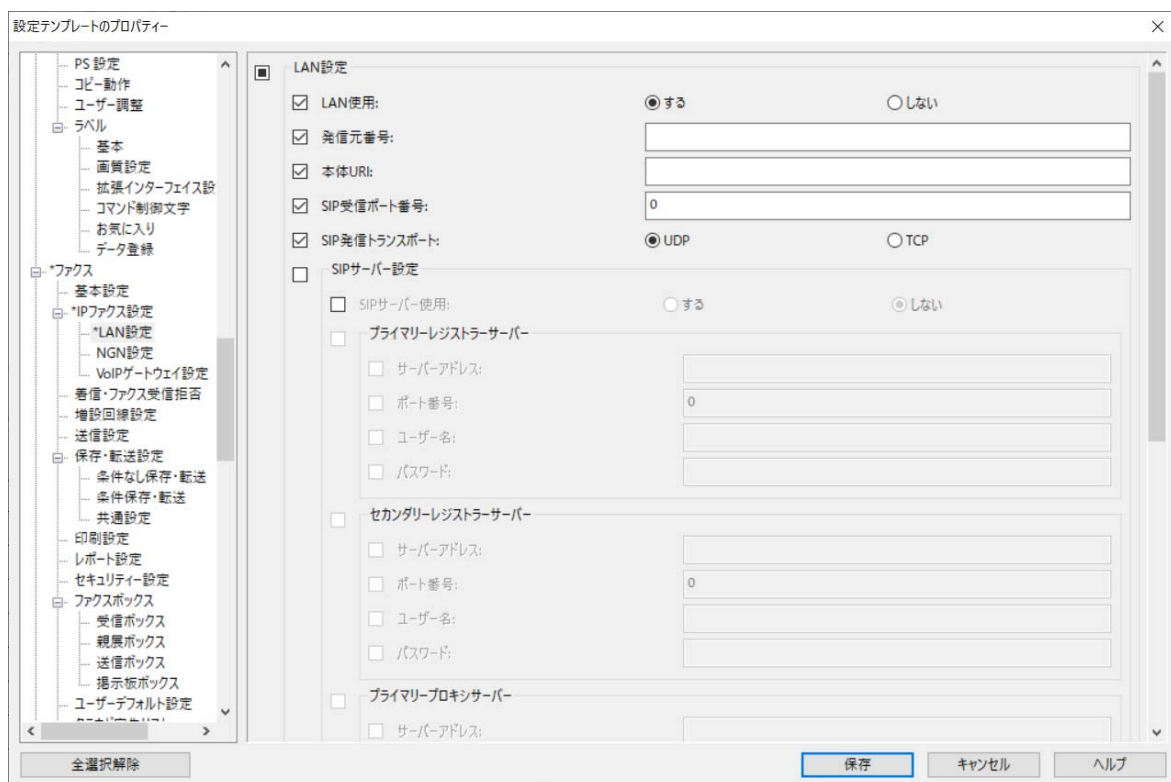 設定テンプレートのプロパティー
PS 設定
コピー動作
ユーザー調整
ラベル
基本
画質設定
拡張インターフェイス設
コマンド制御文字
お気に入り
データ登録
*ファクス
基本設定
*IPファクス設定
*LAN設定
NGN設定
VoIPゲートウェイ設定
着信・ファクス受信拒否
増設回線設定
送信設定
保存・転送設定
条件なし保存・転送
条件保存・転送
共通設定
印刷設定
レポート設定
セキュリティー設定
ファクスボックス
受信ボックス
親展ボックス
送信ボックス
掲示板ボックス
ユーザーデフォルト設定
LAN設定
LAN使用: する しない
発信元番号:
本体URI:
SIP受信ポート番号: 0
SIP発信トランスポート: UDP TCP
SIPサーバー設定
SIPサーバー使用: する しない
プライマリーレジストラーサーバー
サーバーアドレス:
ポート番号: 0
ユーザー名:
パスワード:
セカンダリーレジストラーサーバー
サーバーアドレス:
ポート番号: 0
ユーザー名:
パスワード:
プライマリープロキシサーバー
サーバーアドレス:
全選択解除 保存 キャンセル ヘルプ